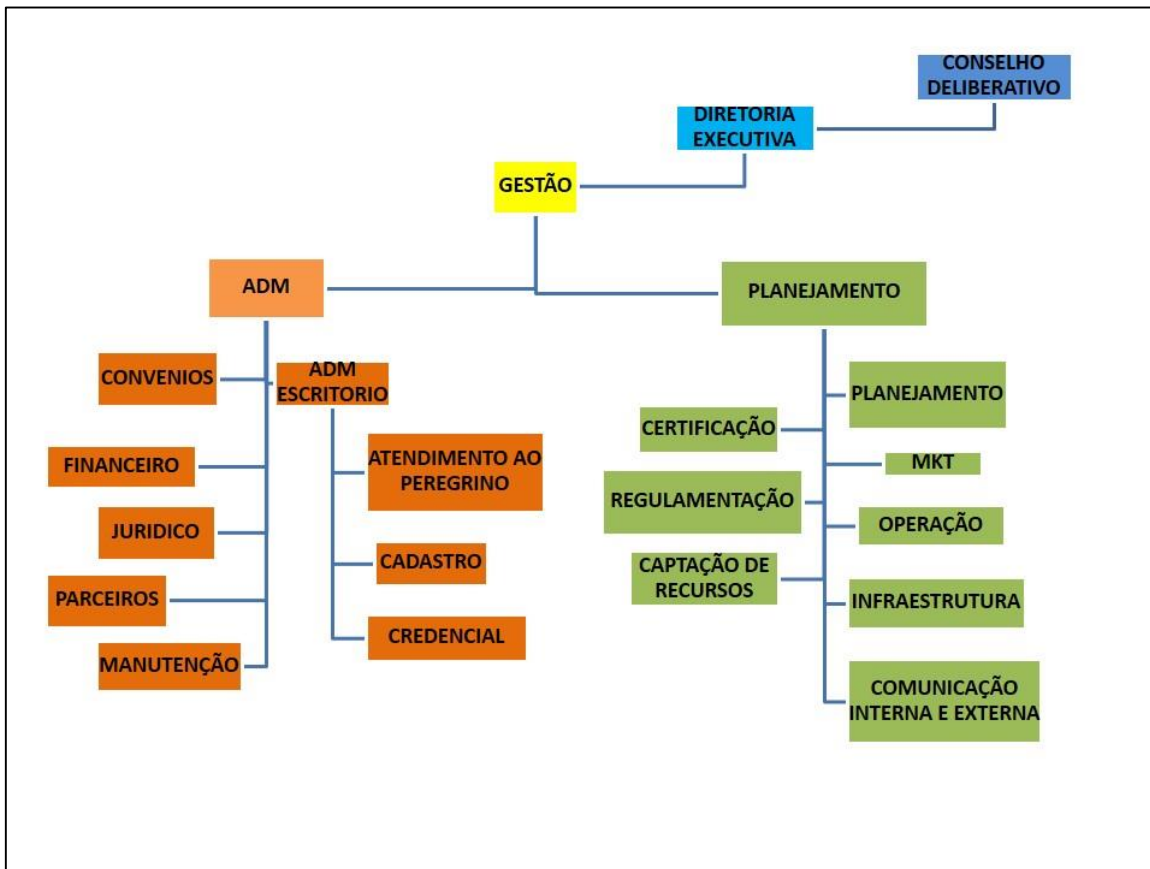 CONSELHO
DELIBERATIVO
DIRETORIA
EXECUTIVA
GESTÃO
ADM
PLANEJAMENTO
CONVENIOS
ADM
ESCRITORIO
FINANCEIRO
JURIDICO
PARCEIROS
MANUTENÇÃO
ATENDIMENTO AO
PEREGRINO
CADASTRO
CREDENCIAL
PLANEJAMENTO
CERTIFICAÇÃO
MKT
REGULAMENTAÇÃO
OPERAÇÃO
CAPTAÇÃO DE
RECURSOS
INFRAESTRUTURA
COMUNICAÇÃO
INTERNA E EXTERNA